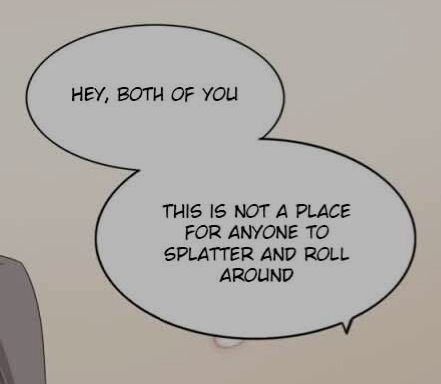 HEY, BOTH OF YOU
THIS IS NOT A PLACE
FOR ANYONE TO
SPLATTER AND ROLL
AROUND